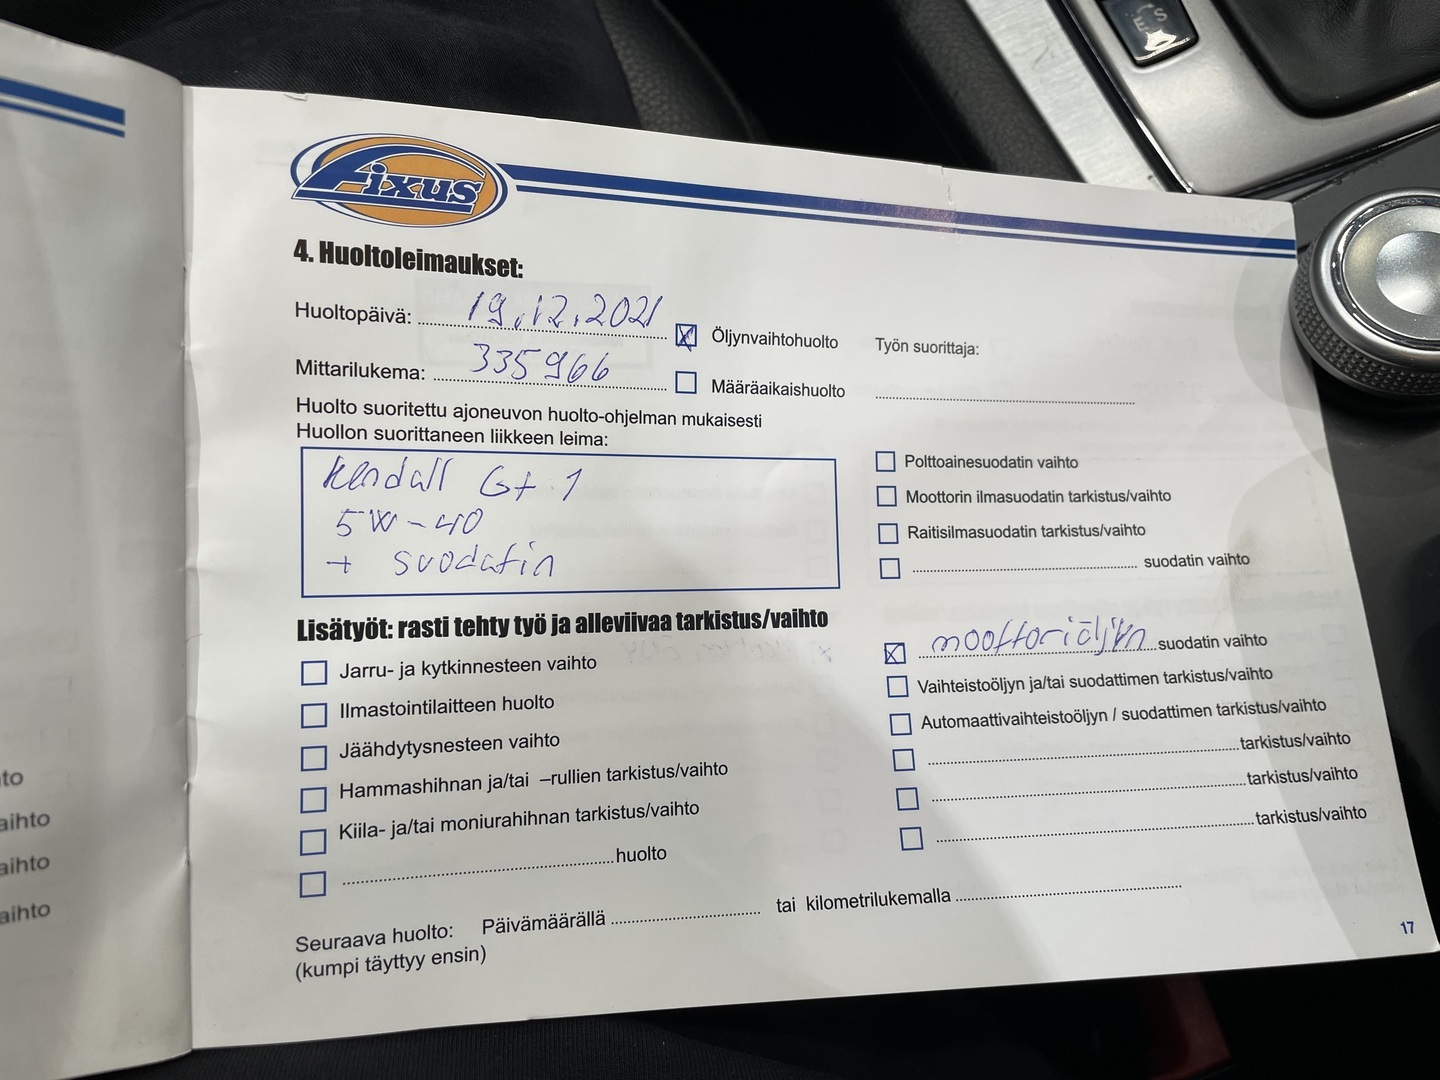 Fixus
4. Huoltoleimaukset:
Huoltopäivä: 19.12.2021
Öljynvaihtohuolto
Työn suorittaja:
Mittarilukema: 335966
Määräaikaishuolto
Huolto suoritettu ajoneuvon huolto-ohjelman mukaisesti
Huollon suorittaneen liikkeen leima:
Kendall Gt 1
5W-40
+ suodatin
Polttoainesuodatin vaihto
Moottorin ilmasuodatin tarkistus/vaihto
Raitisilmasuodatin tarkistus/vaihto
suodatin vaihto
Lisätyöt: rasti tehty työ ja alleviivaa tarkistus/vaihto
Jarru- ja kytkinnesteen vaihto
Ilmastointilaitteen huolto
Jäähdytysnesteen vaihto
Hammashihnan ja/tai –rullien tarkistus/vaihto
Kiila- ja/tai moniurahihnan tarkistus/vaihto
huolto
moottoriöljyn suodatin vaihto
Vaihteistoöljyn ja/tai suodattimen tarkistus/vaihto
Automaattivaihteistoöljyn / suodattimen tarkistus/vaihto
tarkistus/vaihto
tarkistus/vaihto
tarkistus/vaihto
Seuraava huolto: Päivämäärällä tai kilometrilukemalla
(kumpi täyttyy ensin)
17
to
aihto
aihto
aihto
E S